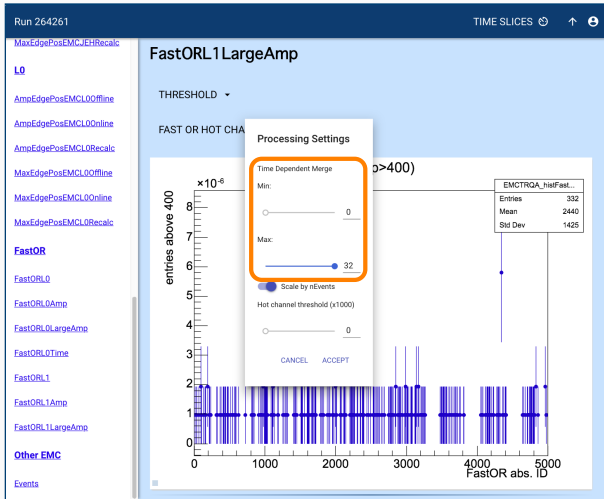 Run 264261
TIME SLICES
MaxEdgePosEMCJEHRecalc
L0
AmpEdgePosEMCL0Offline
AmpEdgePosEMCL0Online
AmpEdgePosEMCL0Recalc
MaxEdgePosEMCL0Offline
MaxEdgePosEMCL0Online
MaxEdgePosEMCL0Recalc
FastOR
FastORL0
FastORL0Amp
FastORL0LargeAmp
FastORL0Time
FastORL1
FastORL1Amp
FastORL1LargeAmp
Other EMC
Events
FastORL1LargeAmp
THRESHOLD
FAST OR HOT CHA
Processing Settings
Time Dependent Merge
Min:
0
Max:
32
Scale by nEvents
Hot channel threshold (x1000)
0
CANCEL ACCEPT
p>400)
×10⁻⁶
EMCTRQA_histFast...
Entries 332
Mean 2440
Std Dev 1425
entries above 400
8
7
6
5
4
3
2
1
0
0 1000 2000 3000 4000 5000
FastOR abs. ID